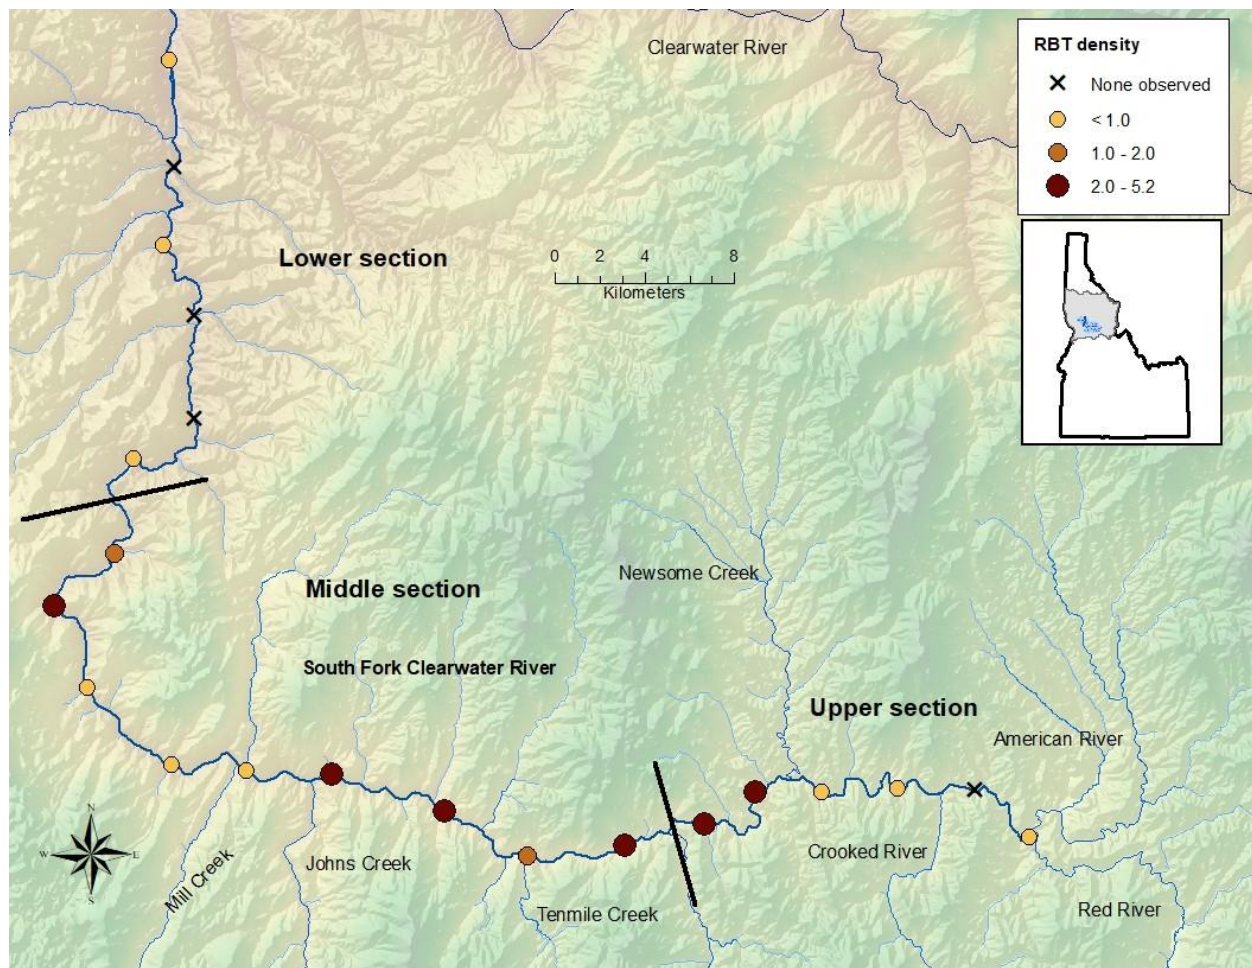 Clearwater River
RBT density
None observed
< 1.0
1.0 - 2.0
2.0 - 5.2
Lower section
0 2 4 8
Kilometers
Newsome Creek
Middle section
South Fork Clearwater River
Upper section
American River
N
W E
S
Mill Creek
Johns Creek
Crooked River
Tenmile Creek
Red River